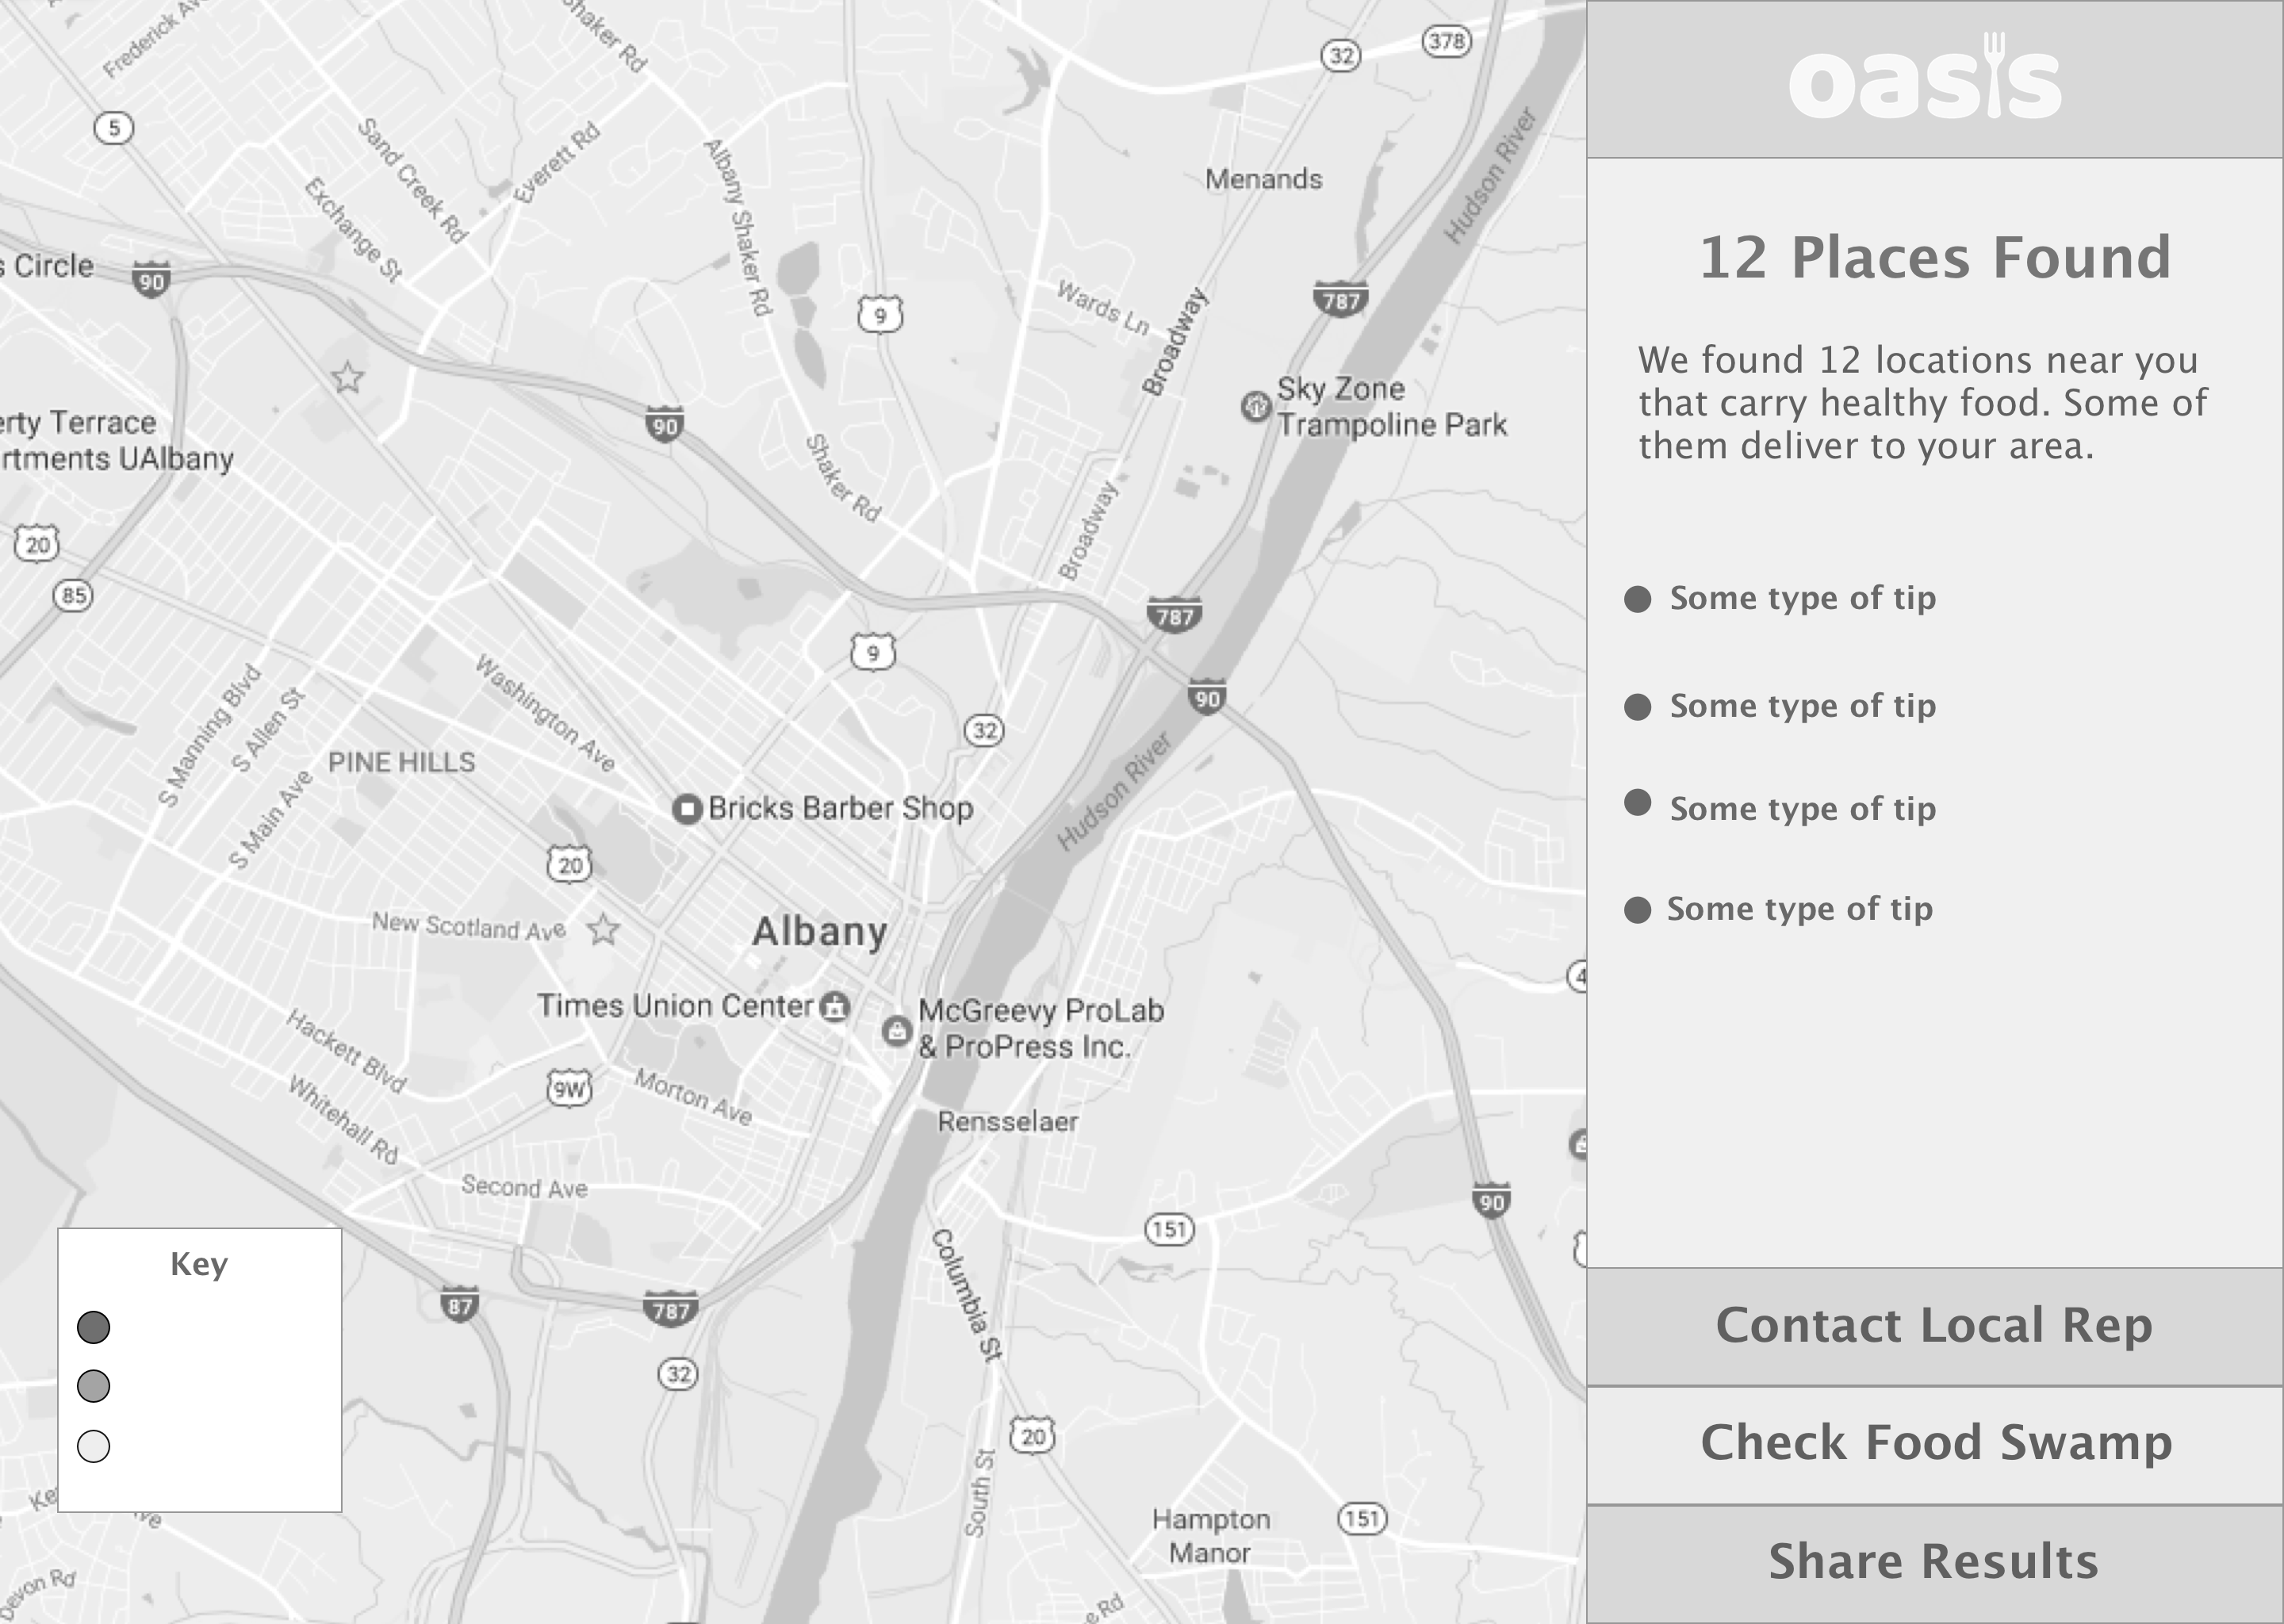 Frederick Av
Shaker Rd
32
378
oasis
5
Sand Creek Rd
Everett Rd
Albany Shaker Rd
Menands
Hudson River
Exchange St
s Circle
90
12 Places Found
9
Wards Ln
Broadway
787
We found 12 locations near you
that carry healthy food. Some of
them deliver to your area.
Sky Zone
Trampoline Park
erty Terrace
rtments UAlbany
90
Shaker Rd
Broadway
20
85
787
Some type of tip
9
90
Some type of tip
S Manning Blvd
S Allen St
Washington Ave
32
PINE HILLS
S Main Ave
Bricks Barber Shop
Hudson River
Some type of tip
20
New Scotland Ave
Albany
Some type of tip
4
Times Union Center
McGreevy ProLab
& ProPress Inc.
Hackett Blvd
9W
Morton Ave
Whitehall Rd
Rensselaer
Second Ave
90
151
Key
Columbia St
87
787
Contact Local Rep
32
20
Check Food Swamp
South St
Ke
ve
Hampton
Manor
151
Share Results
Devon Rd
e Rd